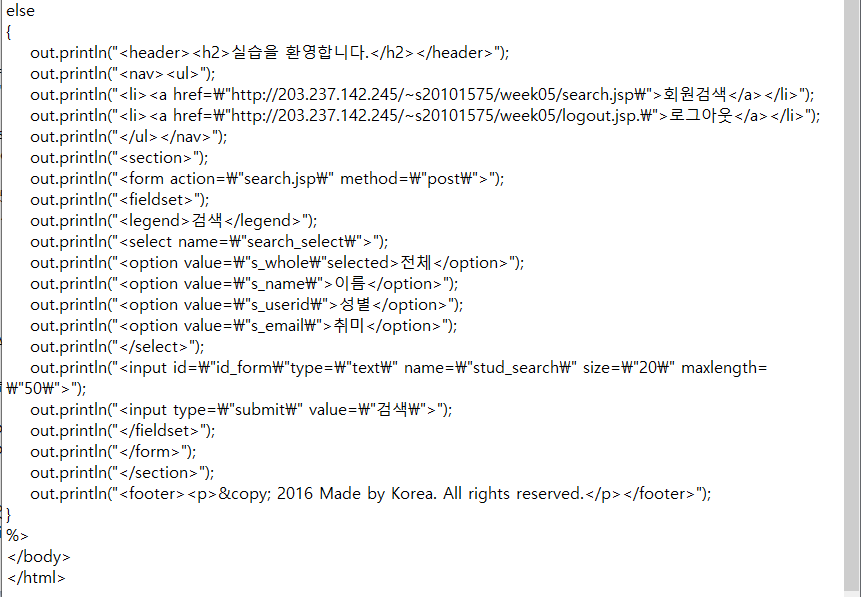 else
{
out.println("<header><h2>실습을 환영합니다.</h2></header>");
out.println("<nav><ul>");
out.println("<li><a href=₩"http://203.237.142.245/~s20101575/week05/search.jsp₩">회원검색</a></li>");
out.println("<li><a href=₩"http://203.237.142.245/~s20101575/week05/logout.jsp.₩">로그아웃</a></li>");
out.println("</ul></nav>");
out.println("<section>");
out.println("<form action=₩"search.jsp₩" method=₩"post₩">");
out.println("<fieldset>");
out.println("<legend>검색</legend>");
out.println("<select name=₩"search_select₩">");
out.println("<option value=₩"s_whole₩"selected>전체</option>");
out.println("<option value=₩"s_name₩">이름</option>");
out.println("<option value=₩"s_userid₩">성별</option>");
out.println("<option value=₩"s_email₩">취미</option>");
out.println("</select>");
out.println("<input id=₩"id_form₩"type=₩"text₩" name=₩"stud_search₩" size=₩"20₩" maxlength=
₩"50₩">");
out.println("<input type=₩"submit₩" value=₩"검색₩">");
out.println("</fieldset>");
out.println("</form>");
out.println("</section>");
out.println("<footer><p>&copy; 2016 Made by Korea. All rights reserved.</p></footer>");
}
%>
</body>
</html>